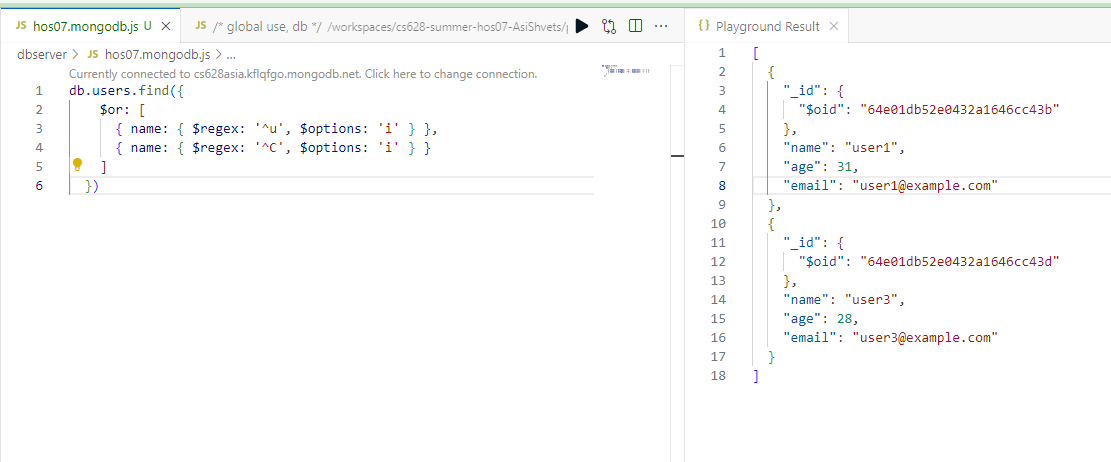 JS hos07.mongodb.js U
JS /* global use, db */ /workspaces/cs628-summer-hos07-AsiShvets/
dbserver > JS hos07.mongodb.js > ...
Currently connected to cs628asia.kflqfgo.mongodb.net. Click here to change connection.
1 db.users.find({
2 $or: [
3 { name: { $regex: '^u', $options: 'i' } },
4 { name: { $regex: '^C', $options: 'i' } }
5 ]
6 })
{} Playground Result
1 [
2 {
3 "_id": {
4 "$oid": "64e01db52e0432a1646cc43b"
5 },
6 "name": "user1",
7 "age": 31,
8 "email": "user1@example.com"
9 },
10 {
11 "_id": {
12 "$oid": "64e01db52e0432a1646cc43d"
13 },
14 "name": "user3",
15 "age": 28,
16 "email": "user3@example.com"
17 }
18 ]